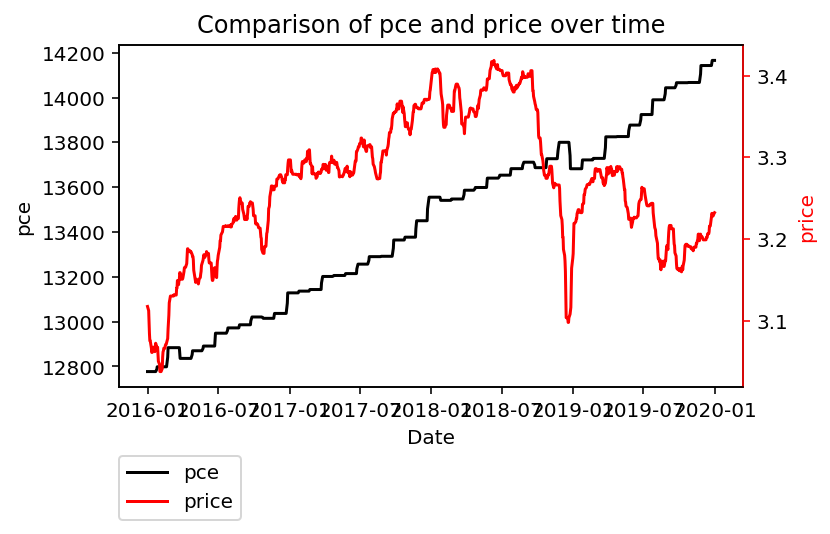 Comparison of pce and price over time
14200
14000
13800
13600
13400
13200
13000
12800
pce
3.4
3.3
3.2
3.1
price
2016-01 2016-07 2017-01 2017-07 2018-01 2018-07 2019-01 2019-07 2020-01
Date
pce
price